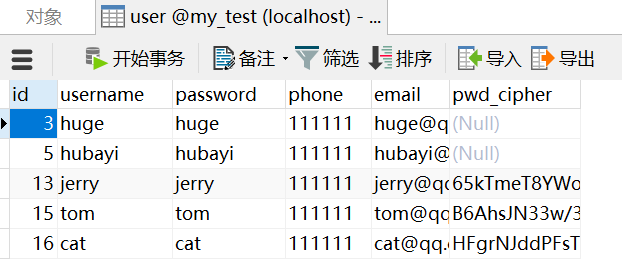 对象 user @my_test (localhost) - ...
开始事务 备注 筛选 排序 导入 导出
id username password phone email pwd_cipher
3 huge huge 111111 huge@q (Null)
5 hubayi hubayi 111111 hubayi@ (Null)
13 jerry jerry 111111 jerry@qc 65kTmeT8YWo
15 tom tom 111111 tom@qq B6AhsJN33w/3
16 cat cat 111111 cat@qq. HFgrNJddPFsT